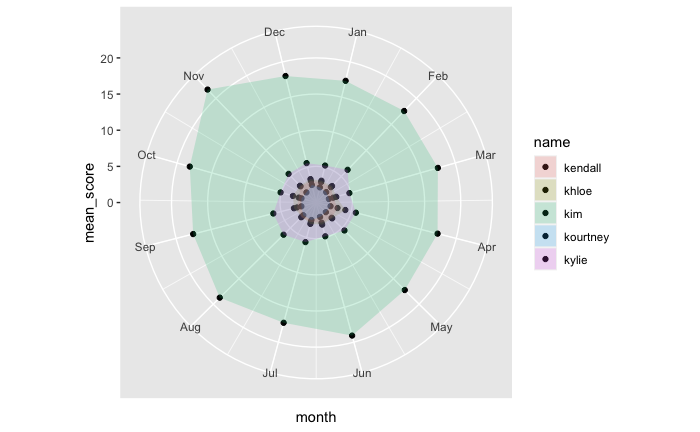 Dec
Jan
Nov
Feb
Oct
Mar
Sep
Apr
Aug
May
Jul
Jun
20
15
10
5
0
mean_score
month
name
kendall
khloe
kim
kourtney
kylie